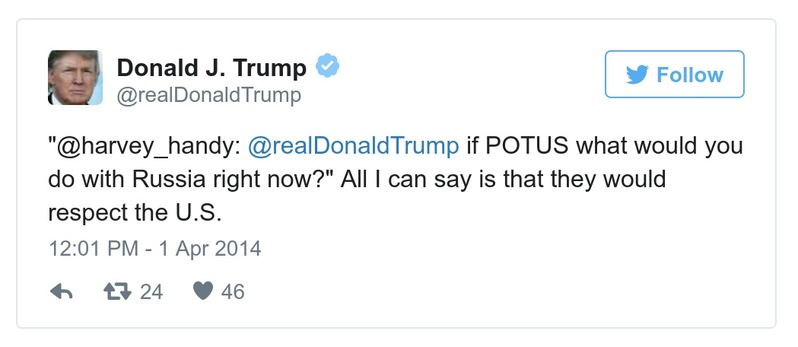 Donald J. Trump
@realDonaldTrump
Follow
"@harvey_handy: @realDonaldTrump if POTUS what would you
do with Russia right now?" All I can say is that they would
respect the U.S.
12:01 PM - 1 Apr 2014
24 46